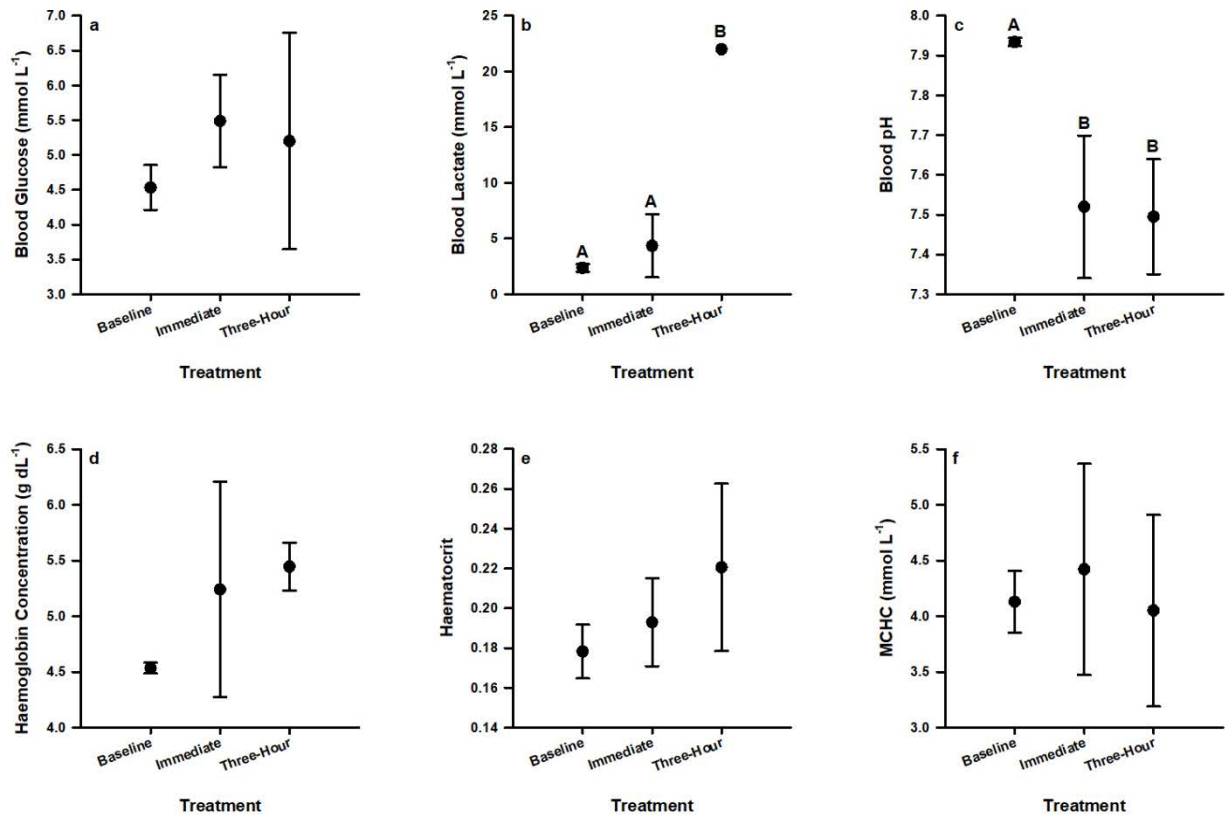 a
Blood Glucose (mmol L⁻¹)
7.0
6.5
6.0
5.5
5.0
4.5
4.0
3.5
3.0
Baseline
Immediate
Three-Hour
Treatment
b
Blood Lactate (mmol L⁻¹)
25
20
15
10
5
0
A
A
B
Baseline
Immediate
Three-Hour
Treatment
c
Blood pH
8.0
7.9
7.7
7.6
7.5
7.4
7.3
A
B
B
Baseline
Immediate
Three-Hour
Treatment
d
Haemoglobin Concentration (g dL⁻¹)
6.5
6.0
5.5
5.0
4.5
4.0
Baseline
Immediate
Three-Hour
Treatment
e
Haematocrit
0.28
0.26
0.24
0.22
0.20
0.18
0.16
0.14
Baseline
Immediate
Three-Hour
Treatment
f
MCHC (mmol L⁻¹)
5.5
5.0
4.5
4.0
3.5
3.0
Baseline
Immediate
Three-Hour
Treatment